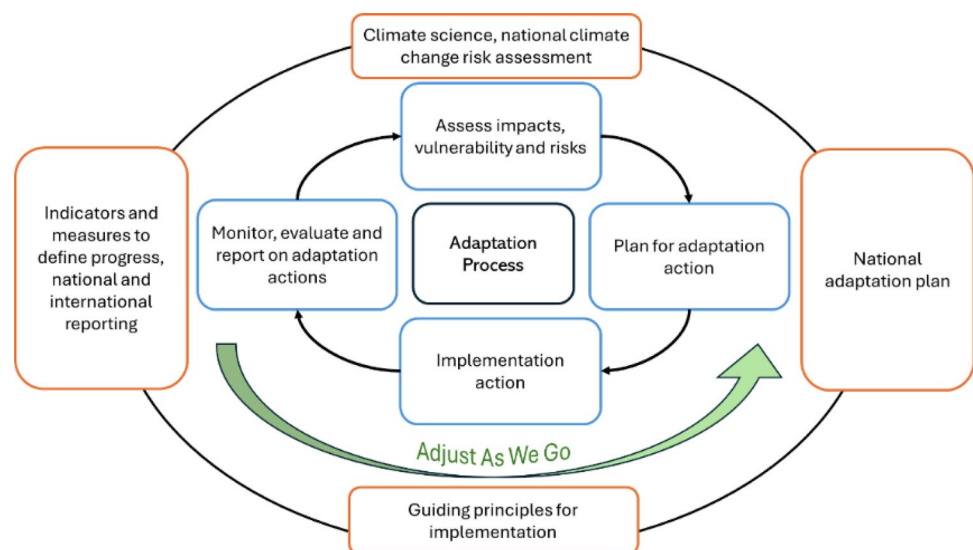 Climate science, national climate
change risk assessment
Assess impacts,
vulnerability and risks
Indicators and
measures to
define progress,
national and
international
reporting
Monitor, evaluate and
report on adaptation
actions
Adaptation
Process
Plan for adaptation
action
National
adaptation plan
Implementation
action
Adjust As We Go
Guiding principles for
implementation